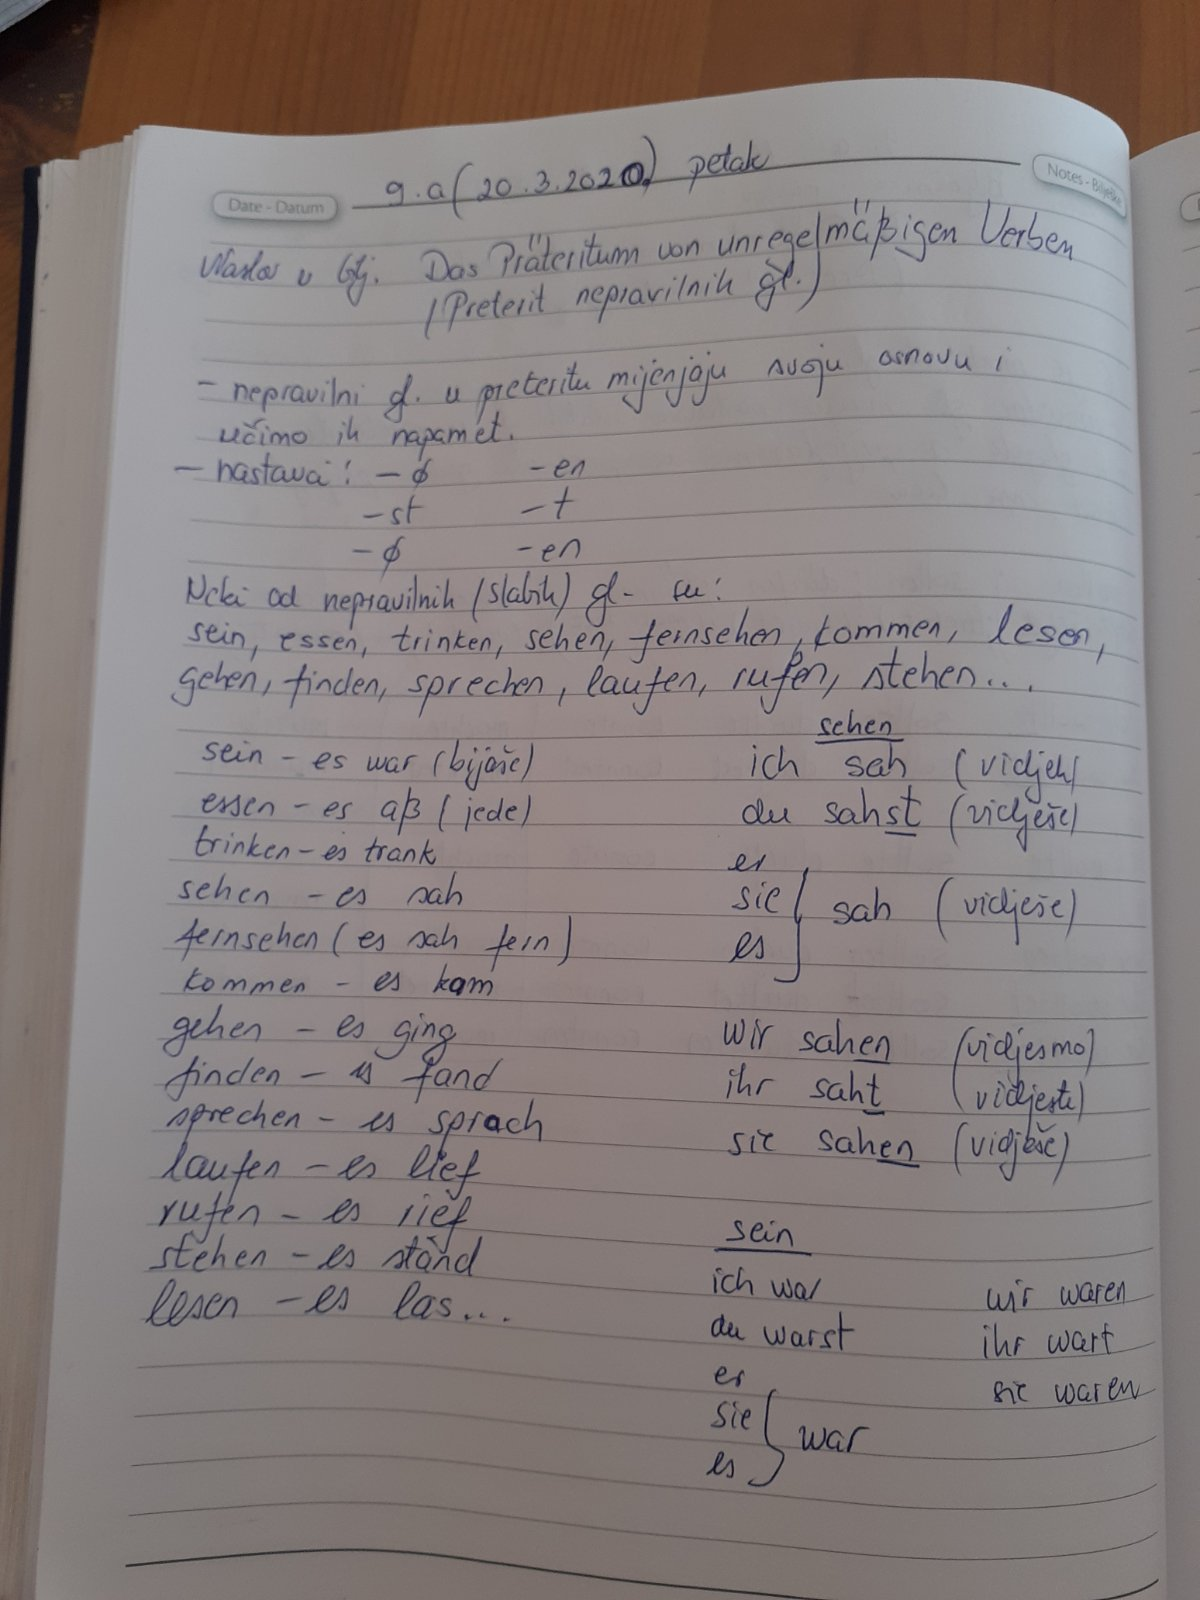 9.a (20.3.2020.) petak
Date - Datum
Notes - Bilješke
Naslov u bilj. Das Präteritum von unregelmäßigen Verben
(Preterit nepravilnih gl.)
- nepravilni gl. u preteritu mijenjaju svoju osnovu i
učimo ih napamet.
- nastavci: - ø -en
-st -t
- ø -en
Neki od nepravilnih (slabih) gl. su:
sein, essen, trinken, sehen, fernsehen, kommen, lesen,
gehen, finden, sprechen, laufen, rufen, stehen...
sein - es war (bijaše)
essen - es aß (jede)
trinken - es trank
sehen - es sah
fernsehen (es sah fern)
kommen - es kam
gehen - es ging
finden - es fand
sprechen - es sprach
laufen - es lief
rufen - es rief
stehen - es stand
lesen - es las...
sehen
ich sah (vidjeh)
du sahst (vidješe)
er
sie } sah (vidješe)
es
wir sahen (vidjesmo)
ihr saht (vidjeste)
sie sahen (vidješe)
sein
ich war wir waren
du warst ihr wart
er sie waren
sie } war
es